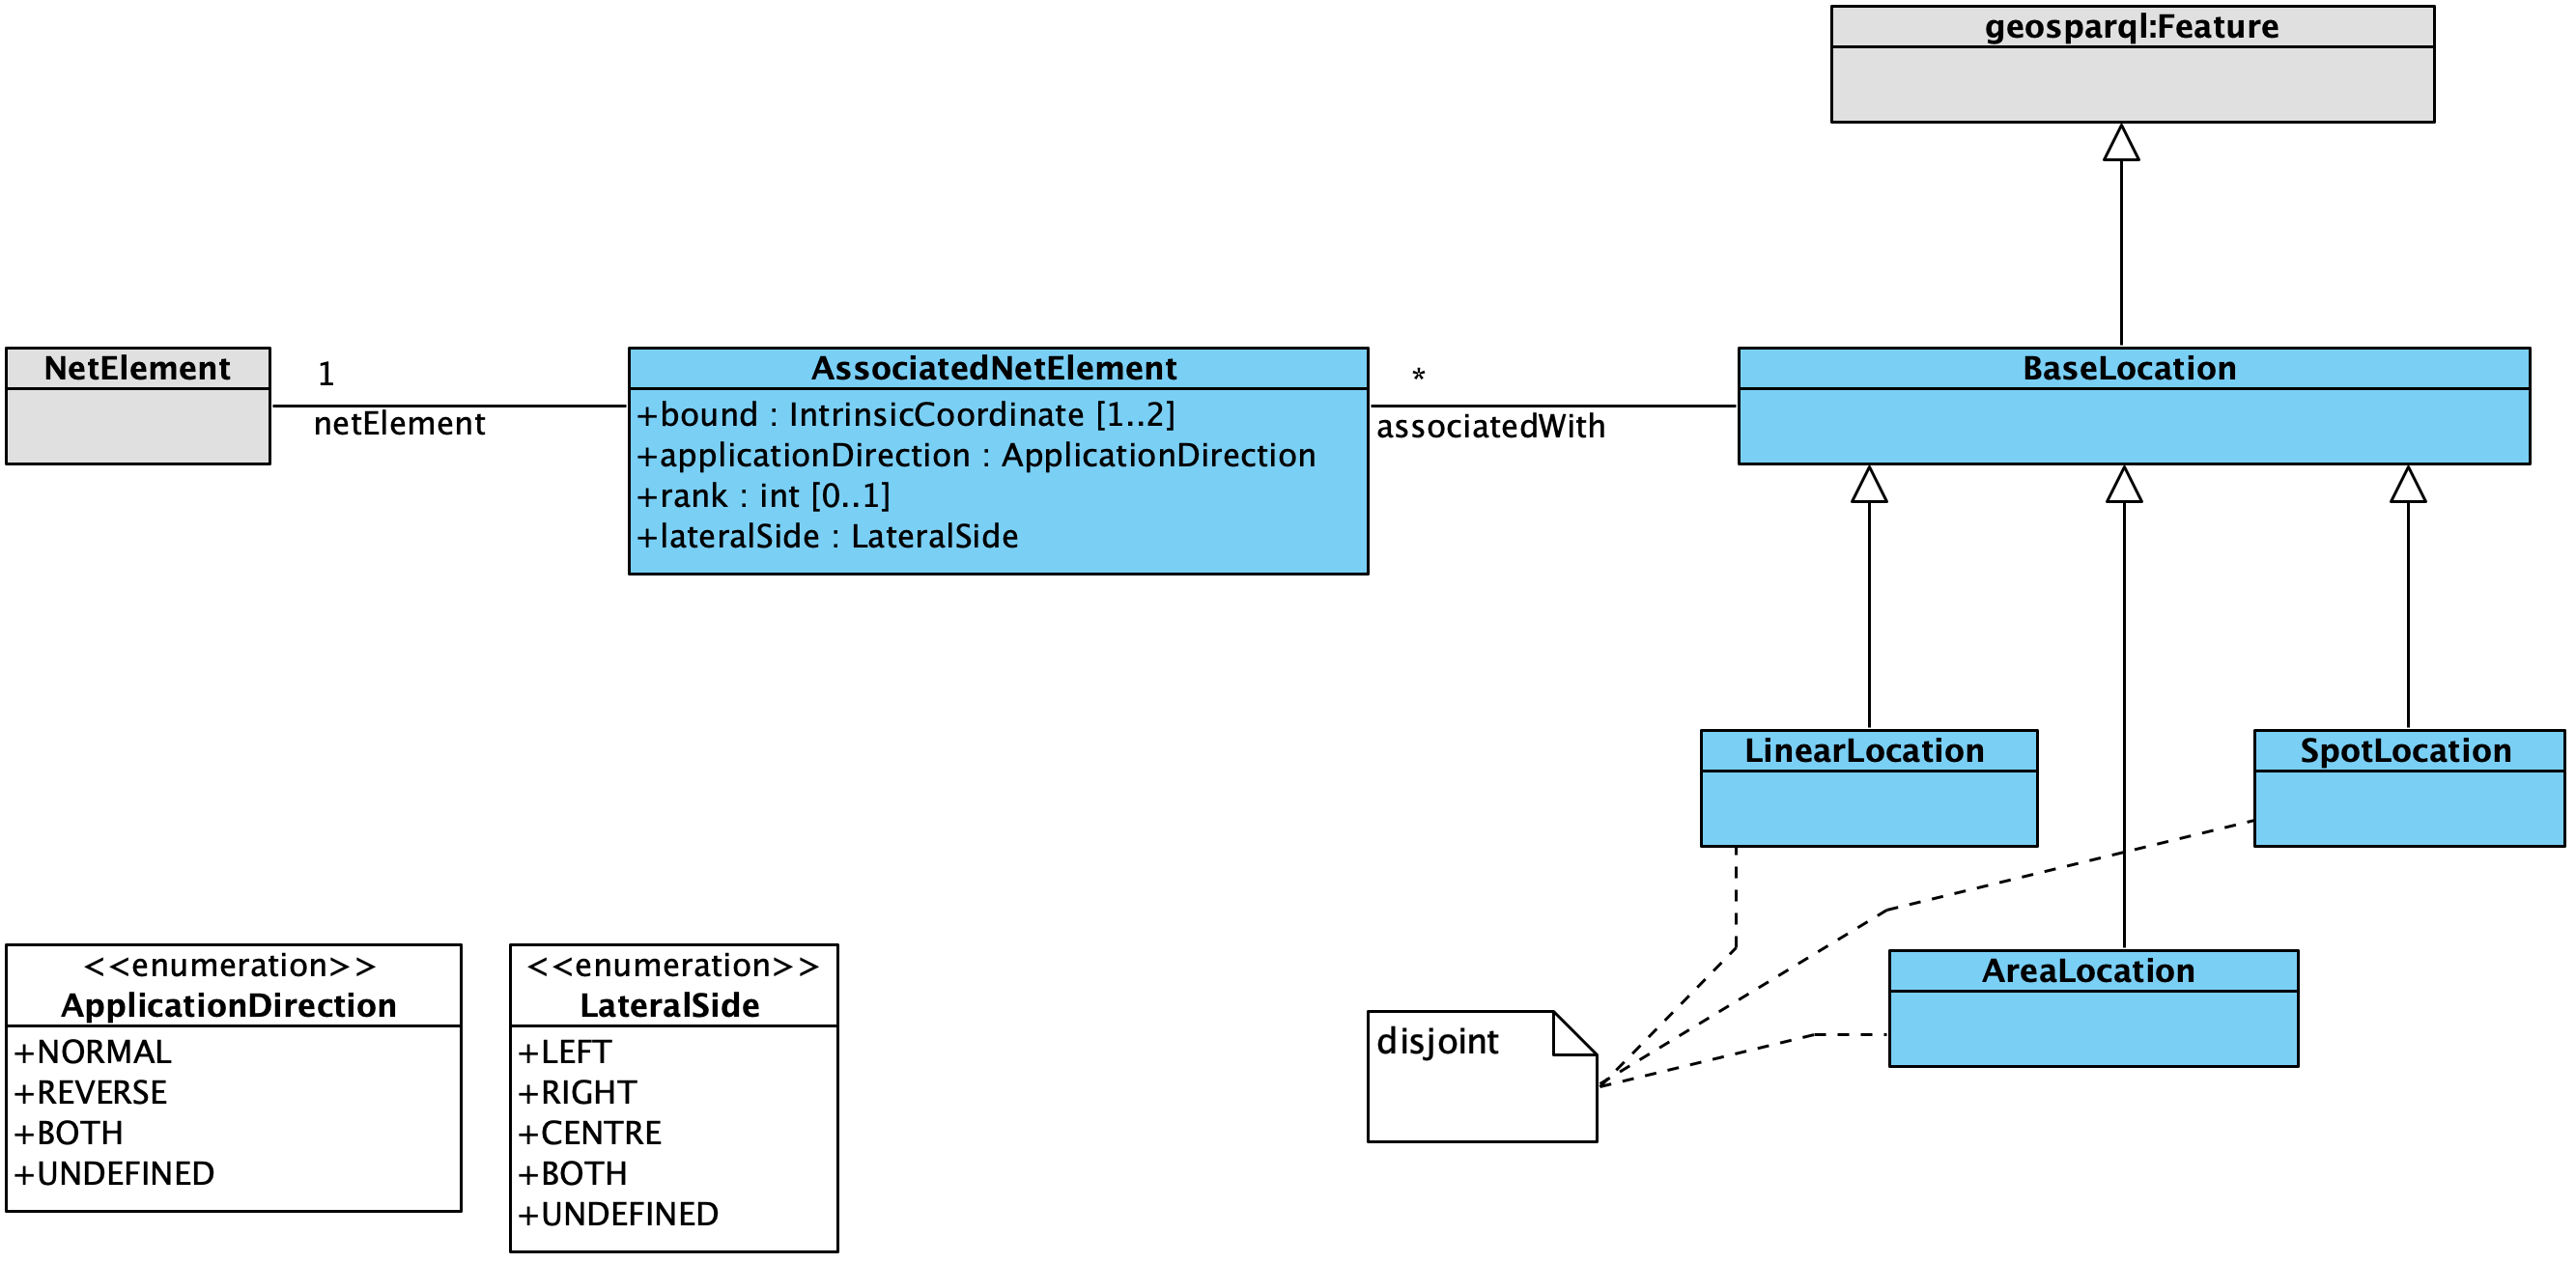 geosparql:Feature
NetElement
1
netElement
AssociatedNetElement
+bound : IntrinsicCoordinate [1..2]
+applicationDirection : ApplicationDirection
+rank : int [0..1]
+lateralSide : LateralSide
*
associatedWith
BaseLocation
LinearLocation
SpotLocation
AreaLocation
disjoint
<<enumeration>>
ApplicationDirection
+NORMAL
+REVERSE
+BOTH
+UNDEFINED
<<enumeration>>
LateralSide
+LEFT
+RIGHT
+CENTRE
+BOTH
+UNDEFINED